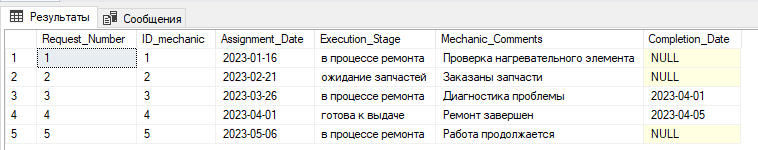 Результаты Сообщения
Request_Number ID_mechanic Assignment_Date Execution_Stage Mechanic_Comments Completion_Date
1 1 1 2023-01-16 в процессе ремонта Проверка нагревательного элемента NULL
2 2 2 2023-02-21 ожидание запчастей Заказаны запчасти NULL
3 3 3 2023-03-26 в процессе ремонта Диагностика проблемы 2023-04-01
4 4 4 2023-04-01 готова к выдаче Ремонт завершен 2023-04-05
5 5 5 2023-05-06 в процессе ремонта Работа продолжается NULL